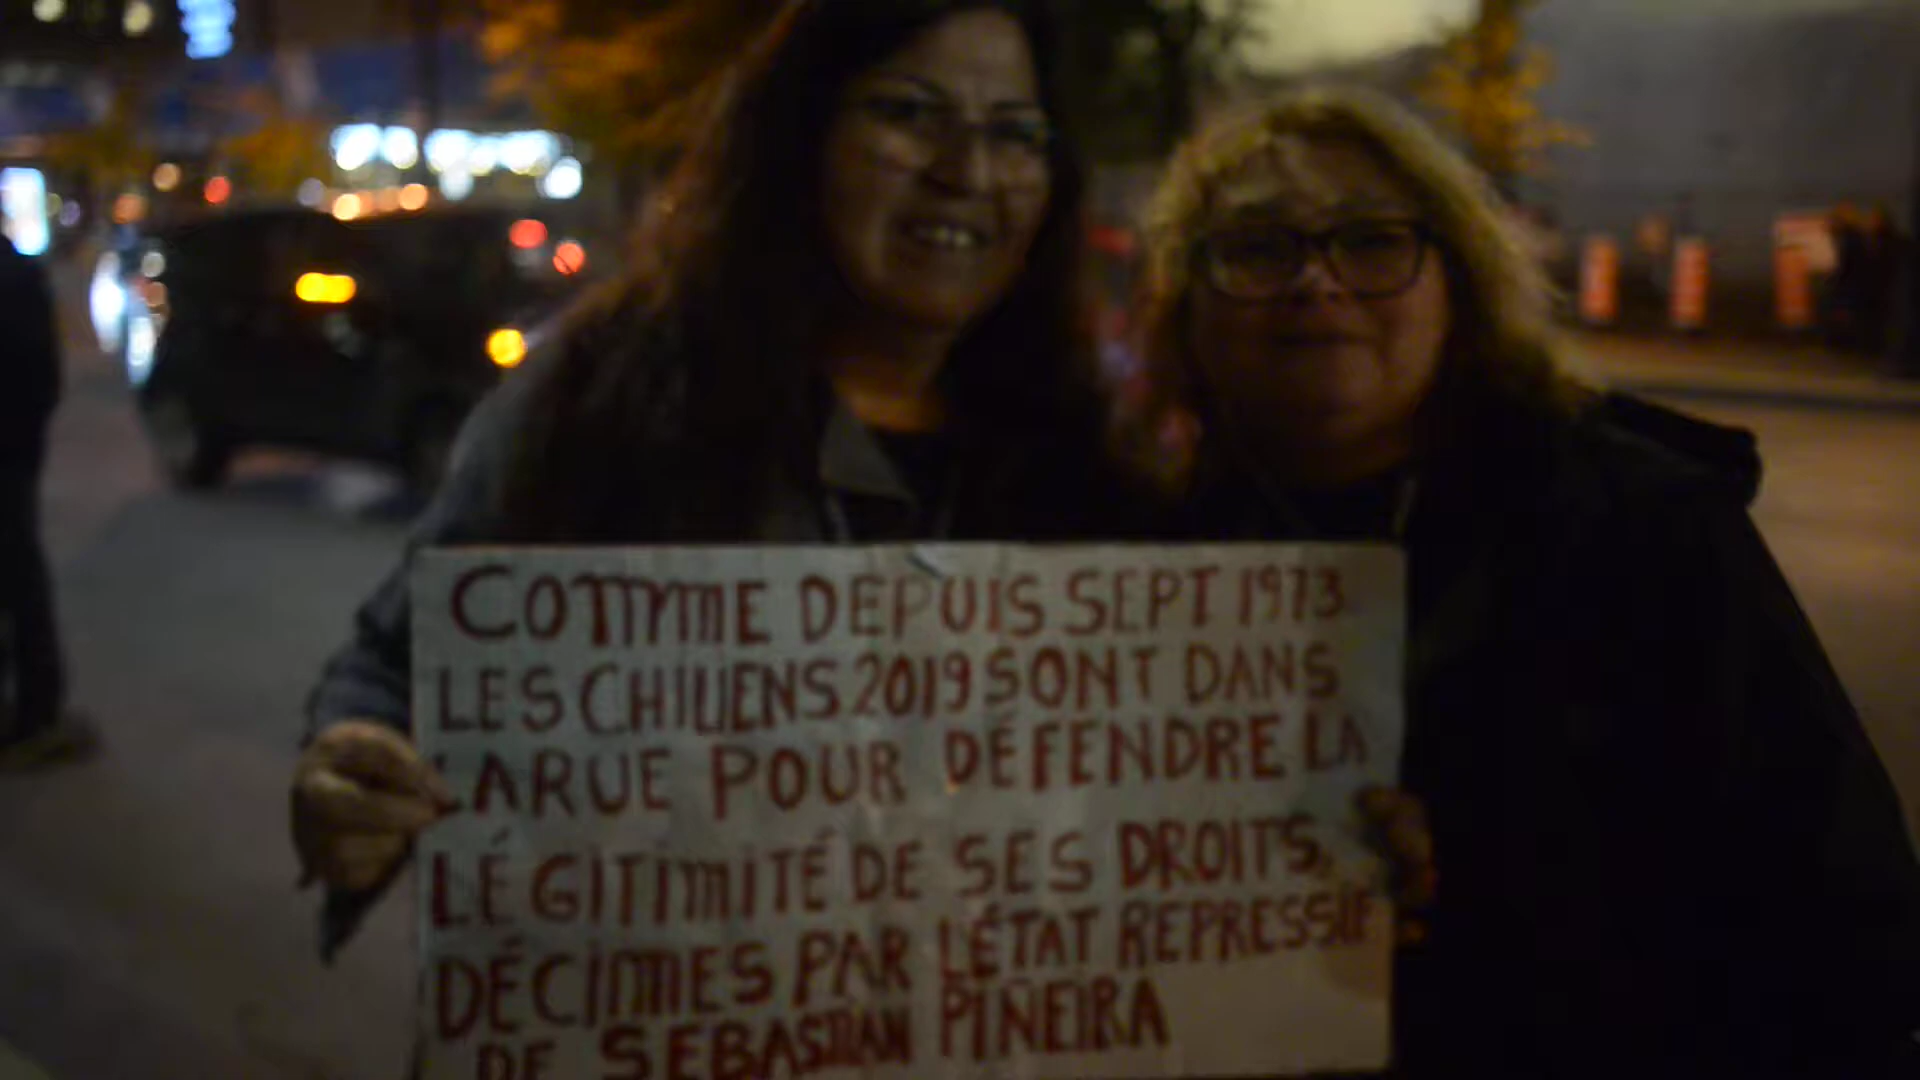 COMME DEPUIS SEPT 1973
LES CHILIENS 2019 SONT DANS
LA RUE POUR DÉFENDRE LA
LÉGITIMITÉ DE SES DROITS,
DÉCIMES PAR L'ÉTAT REPRESSIF
DE SEBASTIAN PIÑEIRA